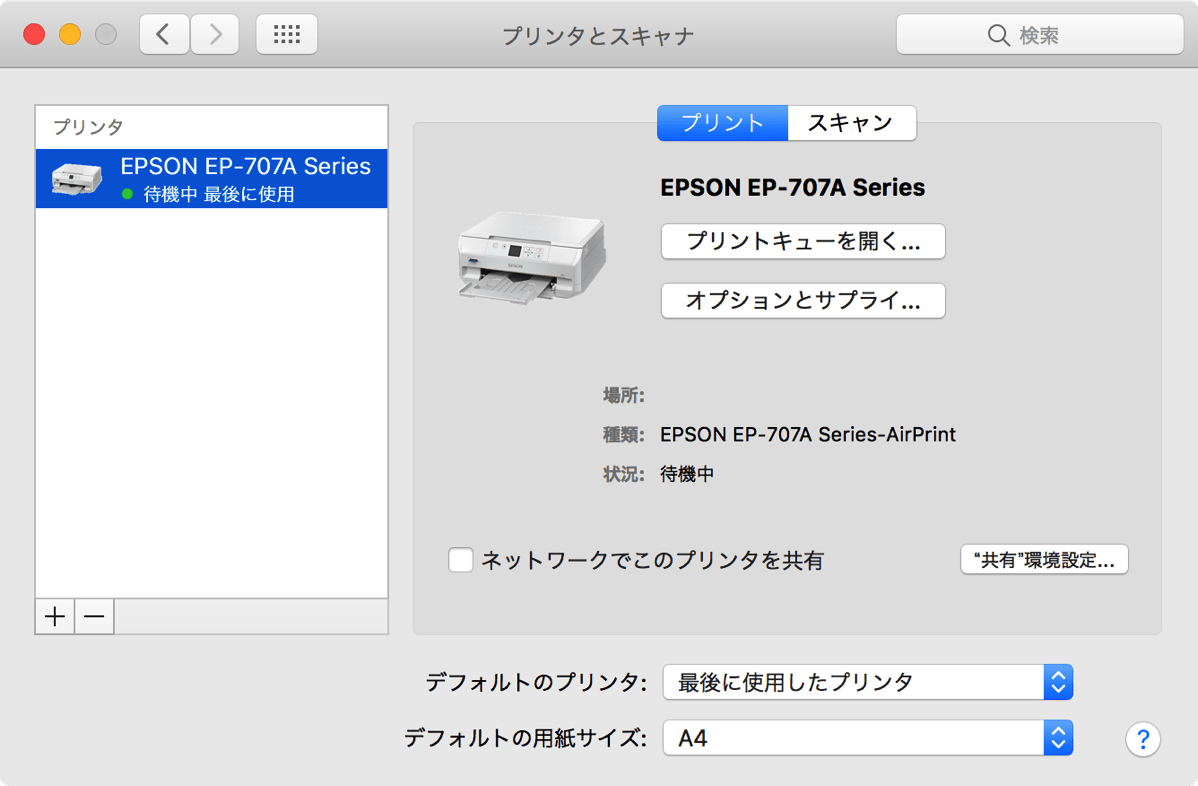 プリンタとスキャナ
検索
プリンタ
EPSON EP-707A Series
待機中 最後に使用
プリント
スキャン
EPSON EP-707A Series
プリントキューを開く...
オプションとサプライ...
場所:
種類: EPSON EP-707A Series-AirPrint
状況: 待機中
ネットワークでこのプリンタを共有
“共有”環境設定...
デフォルトのプリンタ: 最後に使用したプリンタ
デフォルトの用紙サイズ: A4
?